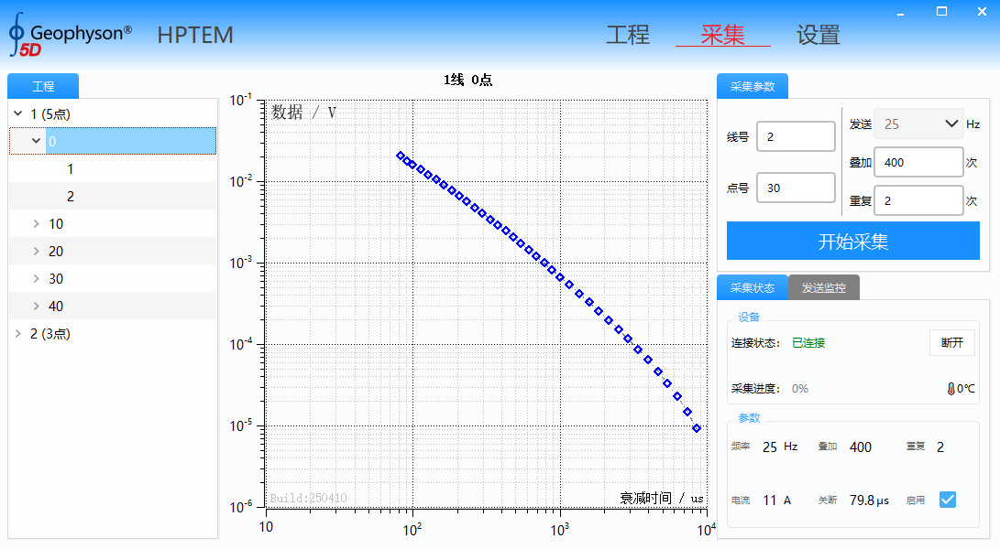 Geophyson®
5D
HPTEM
工程
采集
设置
工程
1 (5点)
0
1
2
10
20
30
40
2 (3点)
1线 0点
数据 / V
10⁻¹
10⁻²
10⁻³
10⁻⁴
10⁻⁵
10⁻⁶
Build:250410
衰减时间 / us
10
10²
10³
10⁴
采集参数
线号 2
点号 30
发送 25 Hz
叠加 400 次
重复 2 次
开始采集
采集状态
发送监控
设备
连接状态: 已连接
断开
采集进度: 0%
0℃
参数
频率 25 Hz 叠加 400 重复 2
电流 11 A 关断 79.8 μs 启用